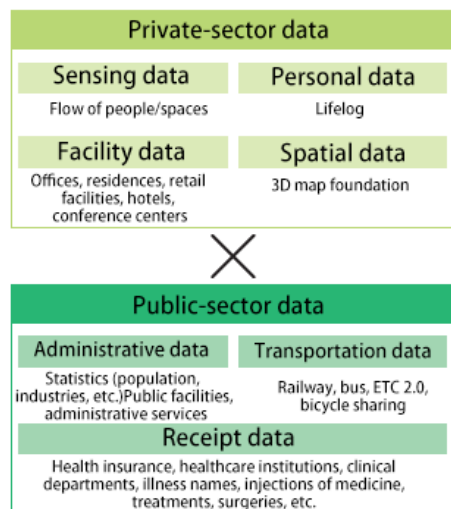 Private-sector data
Sensing data
Flow of people/spaces
Personal data
Lifelog
Facility data
Offices, residences, retail
facilities, hotels,
conference centers
Spatial data
3D map foundation
Public-sector data
Administrative data
Statistics (population,
industries, etc.)Public facilities,
administrative services
Transportation data
Railway, bus, ETC 2.0,
bicycle sharing
Receipt data
Health insurance, healthcare institutions, clinical
departments, illness names, injections of medicine,
treatments, surgeries, etc.